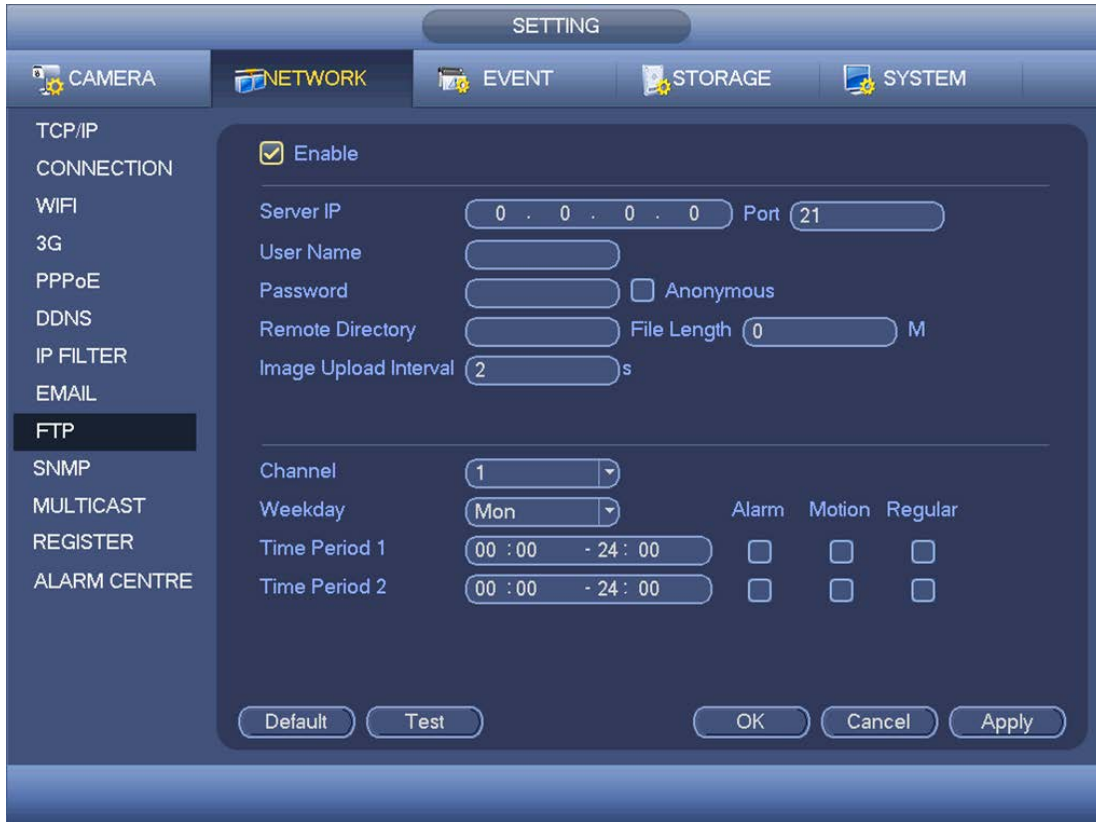 SETTING
CAMERA NETWORK EVENT STORAGE SYSTEM
TCP/IP
CONNECTION
WIFI
3G
PPPoE
DDNS
IP FILTER
EMAIL
FTP
SNMP
MULTICAST
REGISTER
ALARM CENTRE
Enable
Server IP 0 . 0 . 0 . 0 Port 21
User Name
Password Anonymous
Remote Directory File Length 0 M
Image Upload Interval 2 s
Channel 1
Weekday Mon Alarm Motion Regular
Time Period 1 00 :00 - 24 : 00
Time Period 2 00 :00 - 24 : 00
Default Test OK Cancel Apply